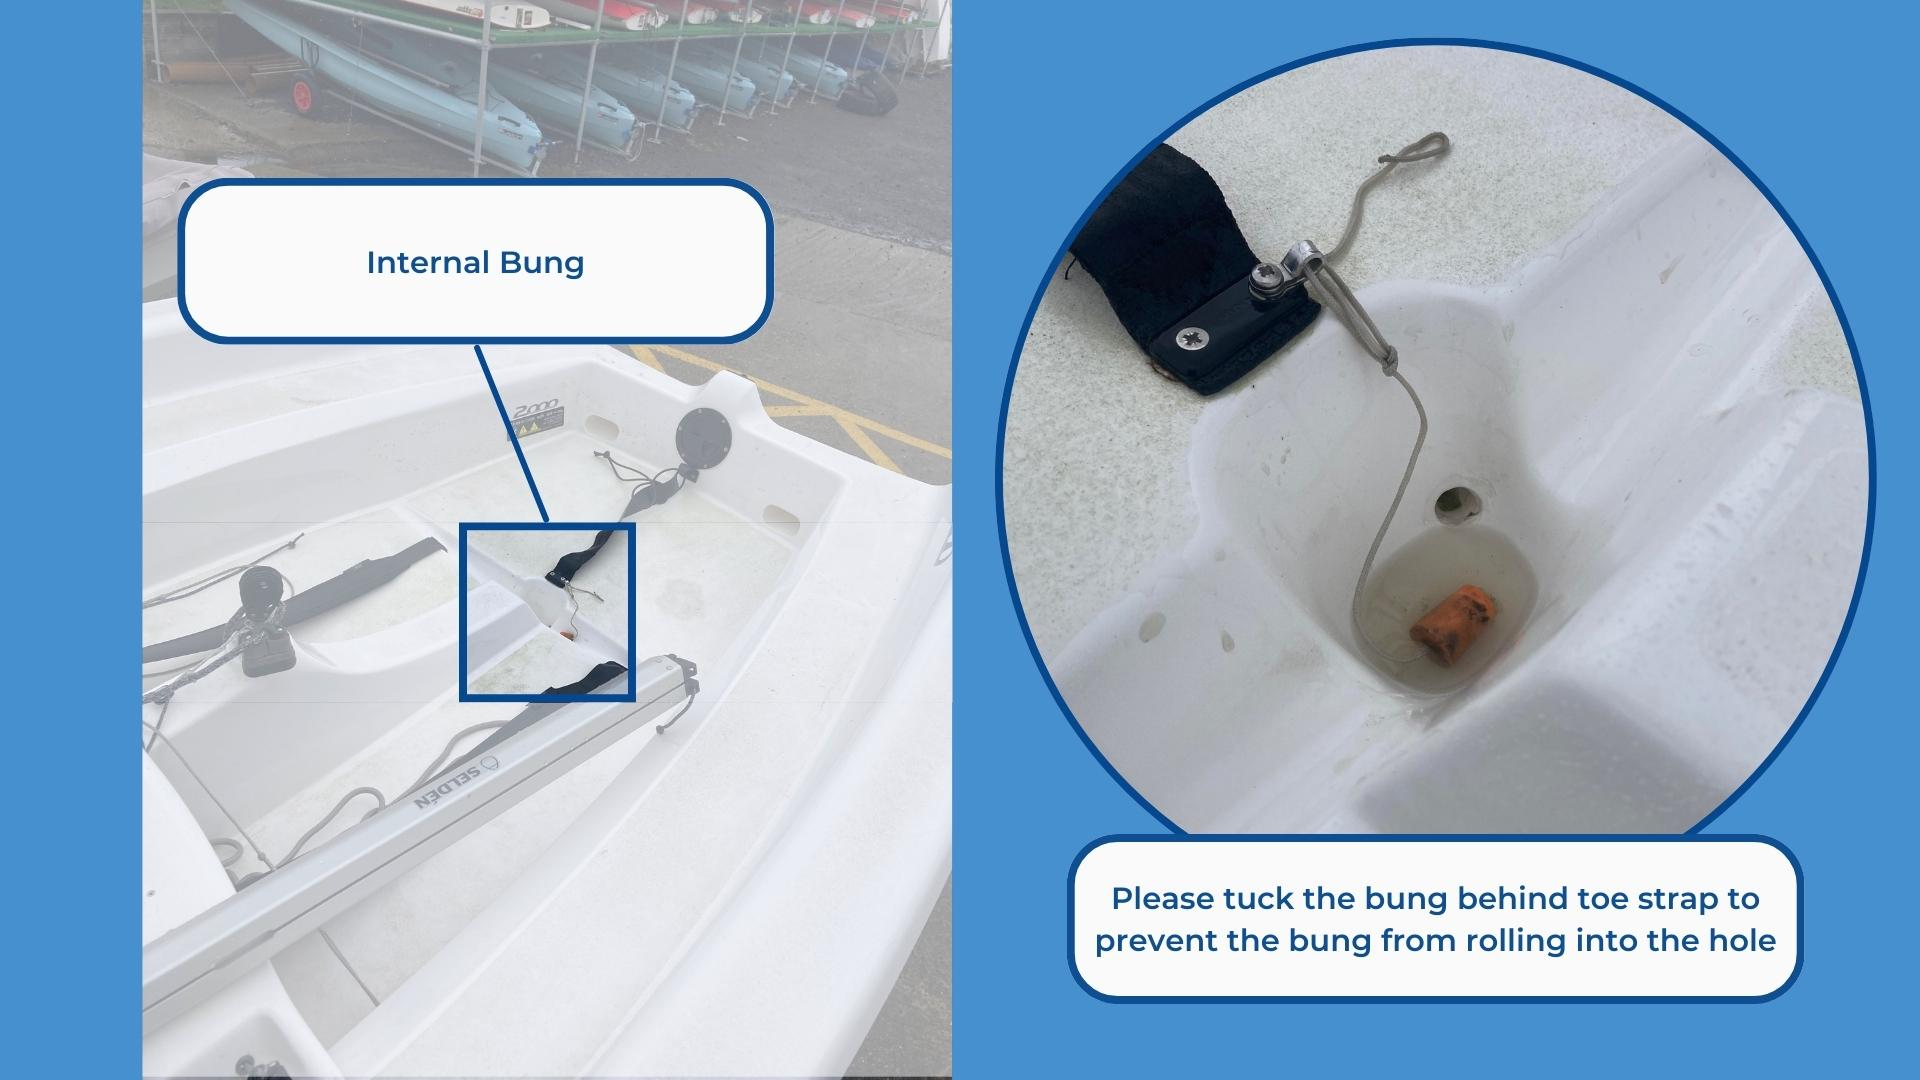 Internal Bung
2000
SELDÉN
Please tuck the bung behind toe strap to
prevent the bung from rolling into the hole